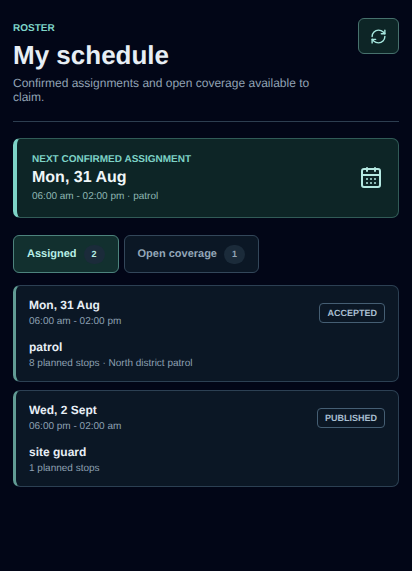 ROSTER
My schedule
Confirmed assignments and open coverage available to
claim.
NEXT CONFIRMED ASSIGNMENT
Mon, 31 Aug
06:00 am - 02:00 pm · patrol
Assigned 2
Open coverage 1
Mon, 31 Aug
06:00 am - 02:00 pm
ACCEPTED
patrol
8 planned stops · North district patrol
Wed, 2 Sept
06:00 pm - 02:00 am
PUBLISHED
site guard
1 planned stops